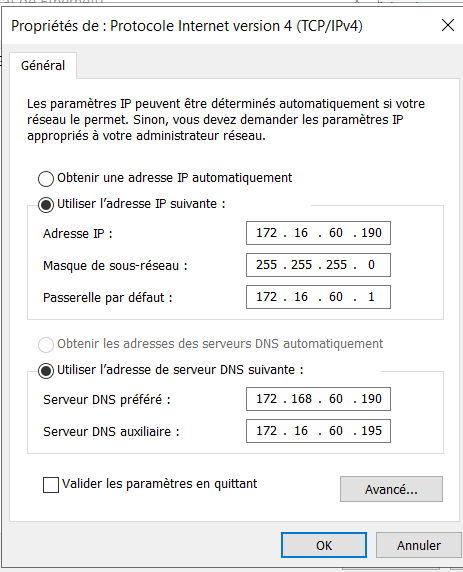 Propriétés de : Protocole Internet version 4 (TCP/IPv4)
Général
Les paramètres IP peuvent être déterminés automatiquement si votre
réseau le permet. Sinon, vous devez demander les paramètres IP
appropriés à votre administrateur réseau.
Obtenir une adresse IP automatiquement
Utiliser l'adresse IP suivante :
Adresse IP : 172 . 16 . 60 . 190
Masque de sous-réseau : 255 . 255 . 255 . 0
Passerelle par défaut : 172 . 16 . 60 . 1
Obtenir les adresses des serveurs DNS automatiquement
Utiliser l'adresse de serveur DNS suivante :
Serveur DNS préféré : 172 . 168 . 60 . 190
Serveur DNS auxiliaire : 172 . 16 . 60 . 195
Valider les paramètres en quittant
Avancé...
OK Annuler